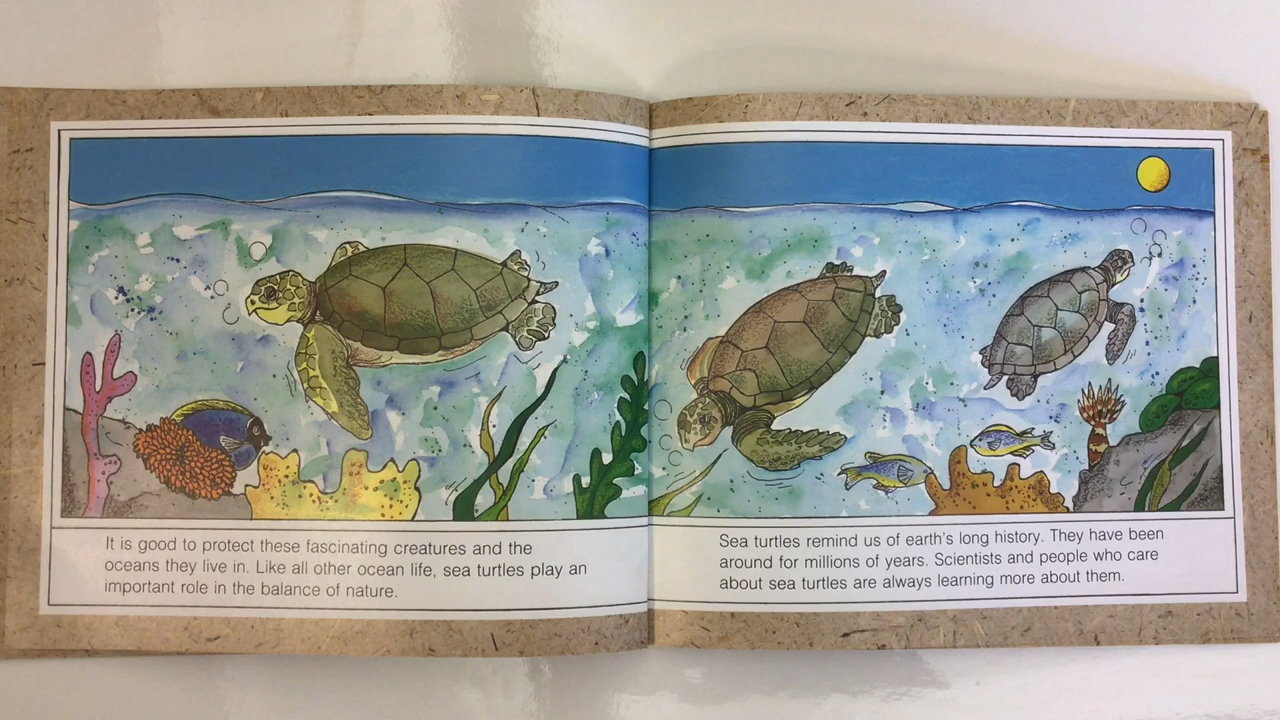 It is good to protect these fascinating creatures and the
oceans they live in. Like all other ocean life, sea turtles play an
important role in the balance of nature.
Sea turtles remind us of earth's long history. They have been
around for millions of years. Scientists and people who care
about sea turtles are always learning more about them.